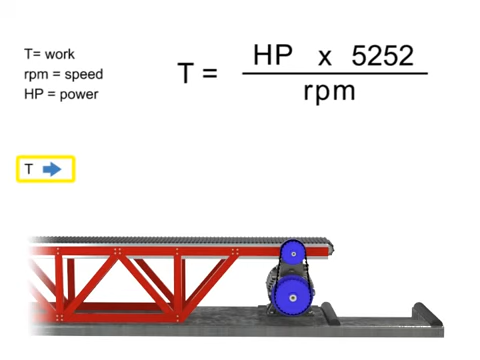 T= work
rpm = speed
HP = power
T = HP x 5252
rpm
T